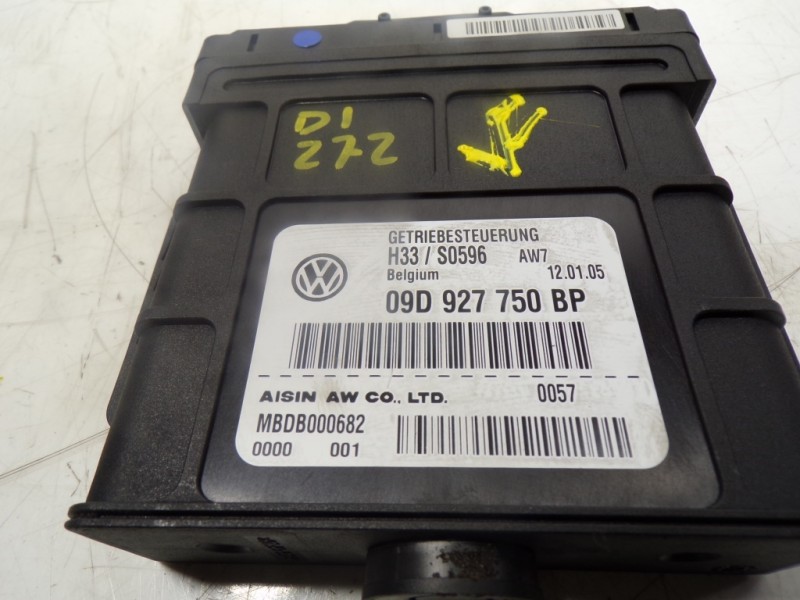 D1
272
GETRIEBESTEUERUNG
H33 / S0596 AW7
Belgium 12.01.05
09D 927 750 BP
AISIN AW CO., LTD. 0057
MBDB000682
0000 001